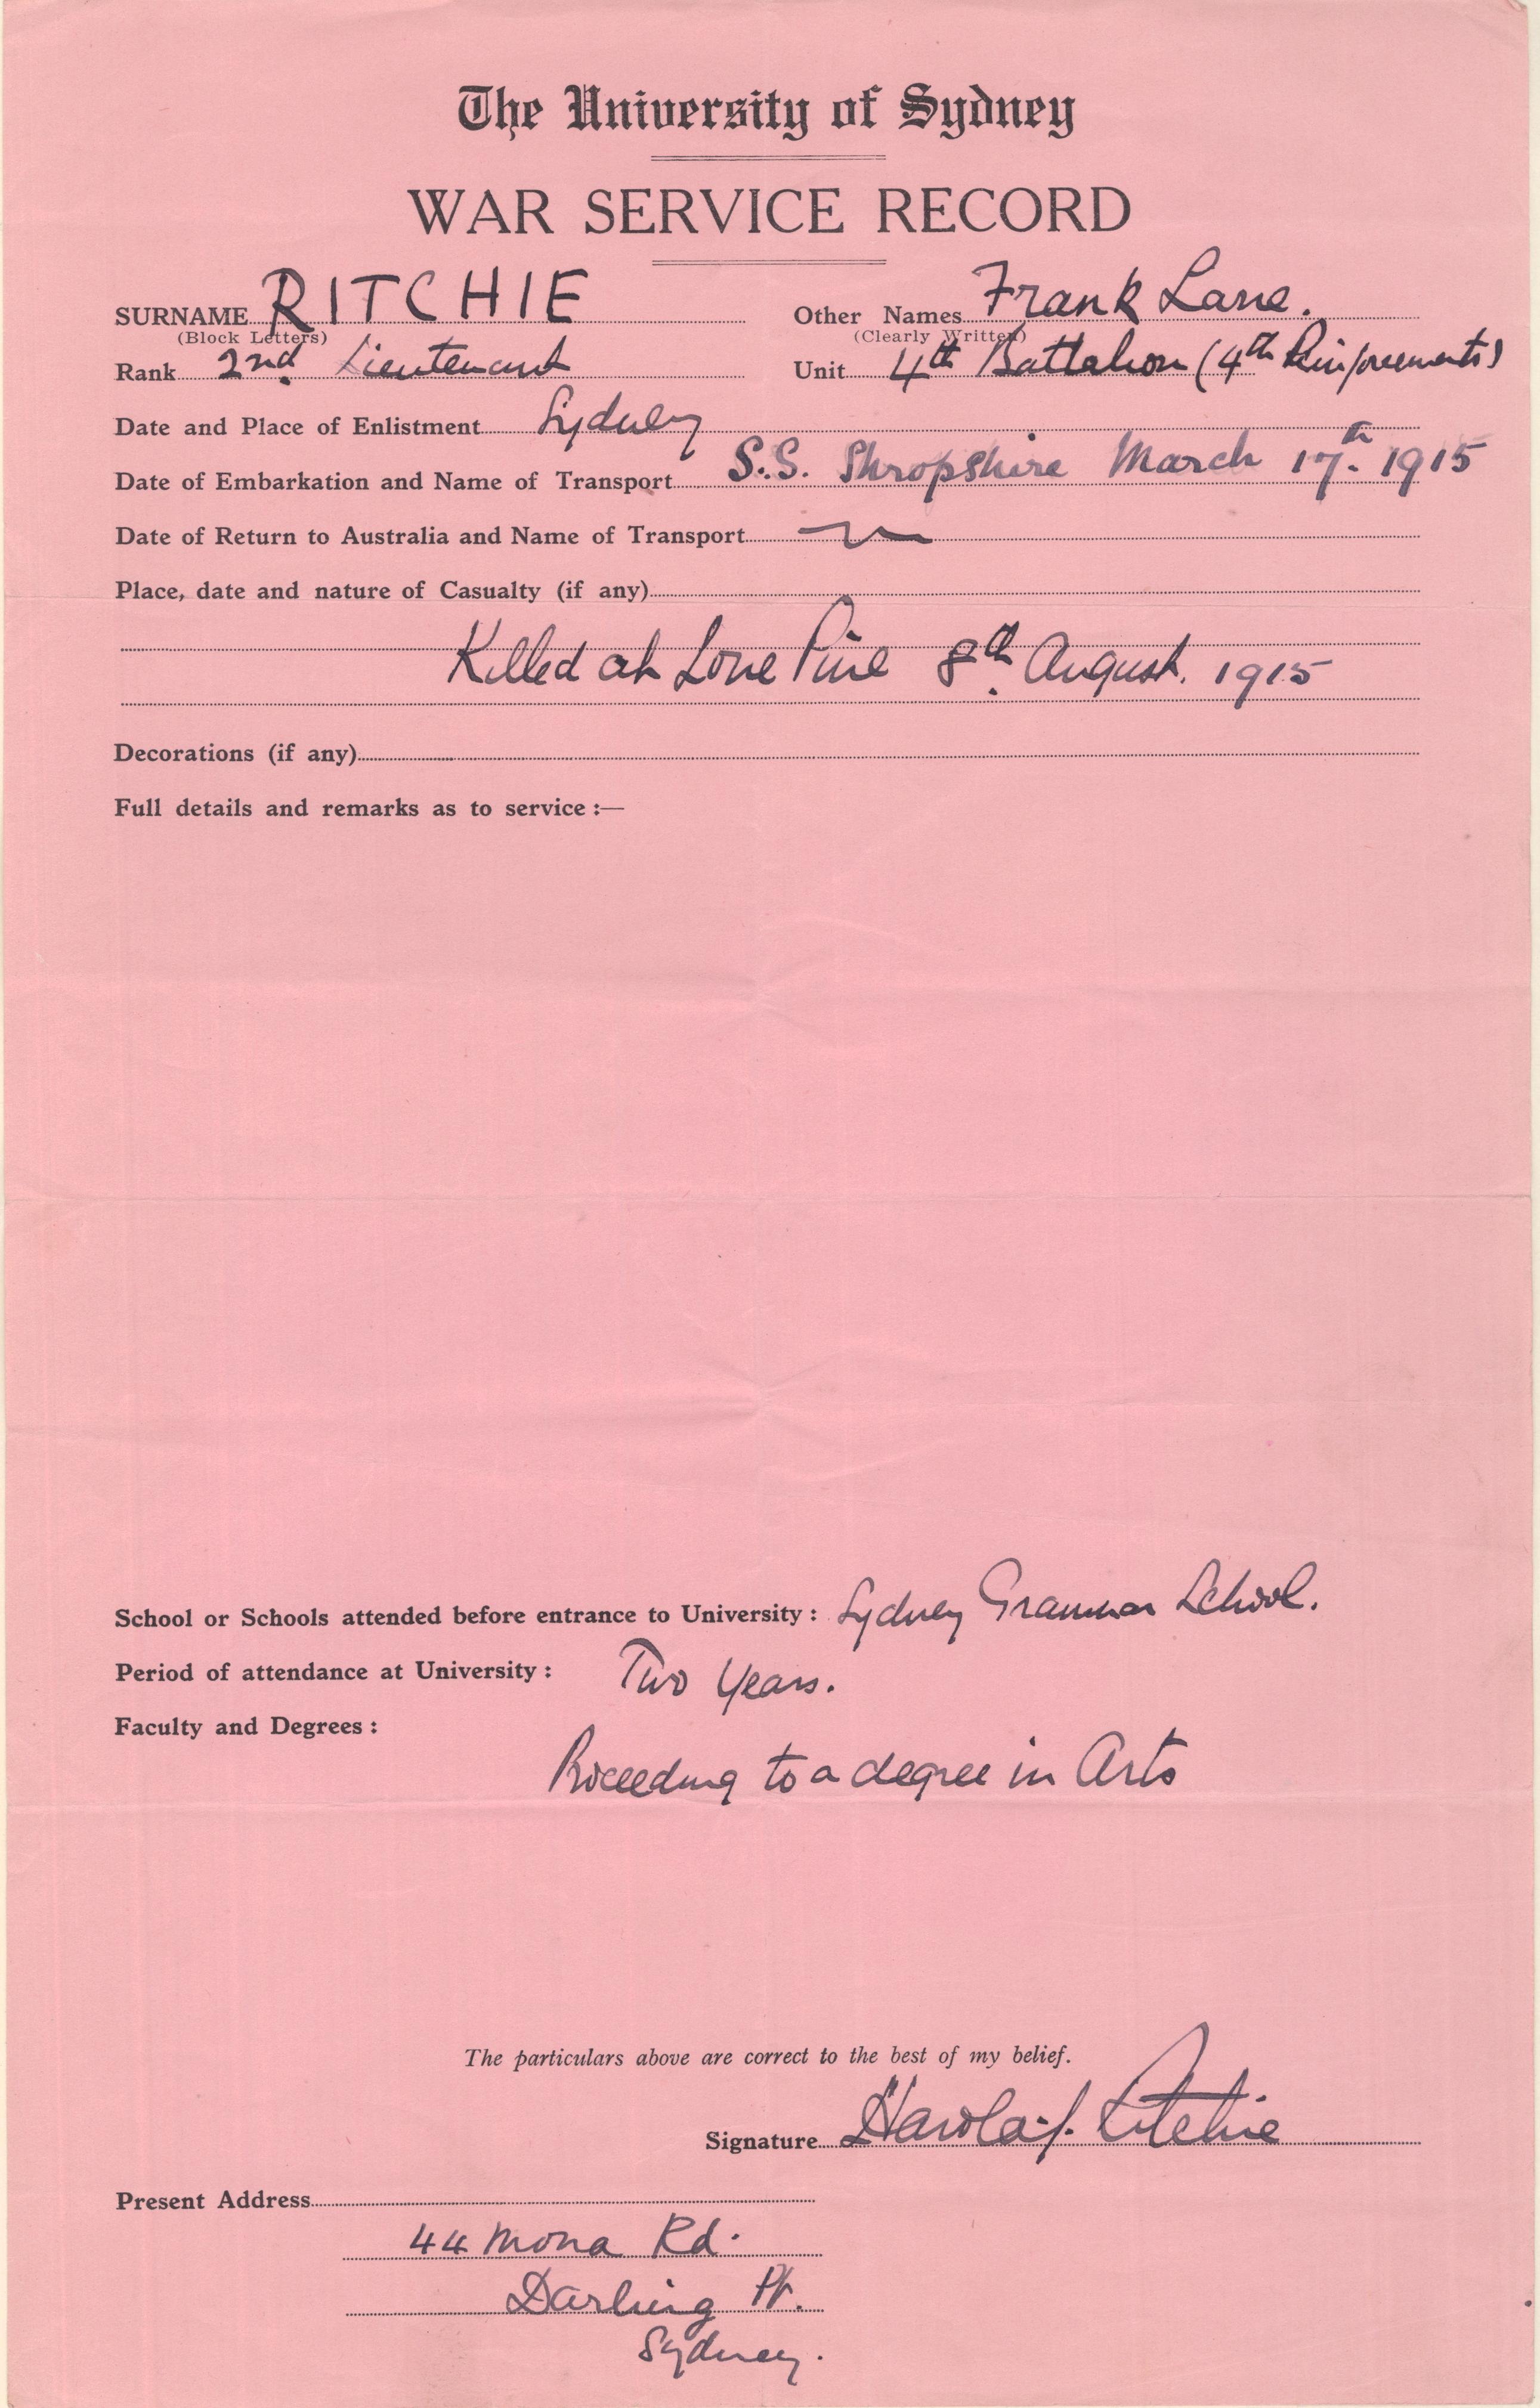 The University of Sydney
WAR SERVICE RECORD
SURNAME RITCHIE Other Names Frank Lane.
(Block Letters) (Clearly Written)
Rank 2nd Lieutenant Unit 4th Battalion (4th Reinforcements)
Date and Place of Enlistment Sydney
Date of Embarkation and Name of Transport S.S. Shropshire March 17th 1915
Date of Return to Australia and Name of Transport
Place, date and nature of Casualty (if any)
Killed at Lone Pine 8th August. 1915
Decorations (if any)
Full details and remarks as to service :—
School or Schools attended before entrance to University : Sydney Grammar School.
Period of attendance at University : Two Years.
Faculty and Degrees :
Proceeding to a degree in Arts
The particulars above are correct to the best of my belief.
Signature Harold J. Ritchie
Present Address
44 Mona Rd.
Darling Pt.
Sydney.